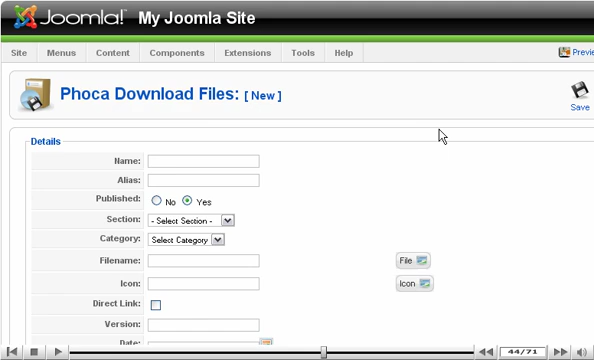 Joomla! My Joomla Site
Site Menus Content Components Extensions Tools Help
Phoca Download Files: [ New ]
Save
Details
Name:
Alias:
Published: No Yes
Section: - Select Section -
Category: Select Category
Filename: File
Icon: Icon
Direct Link:
Version:
Date:
44/71